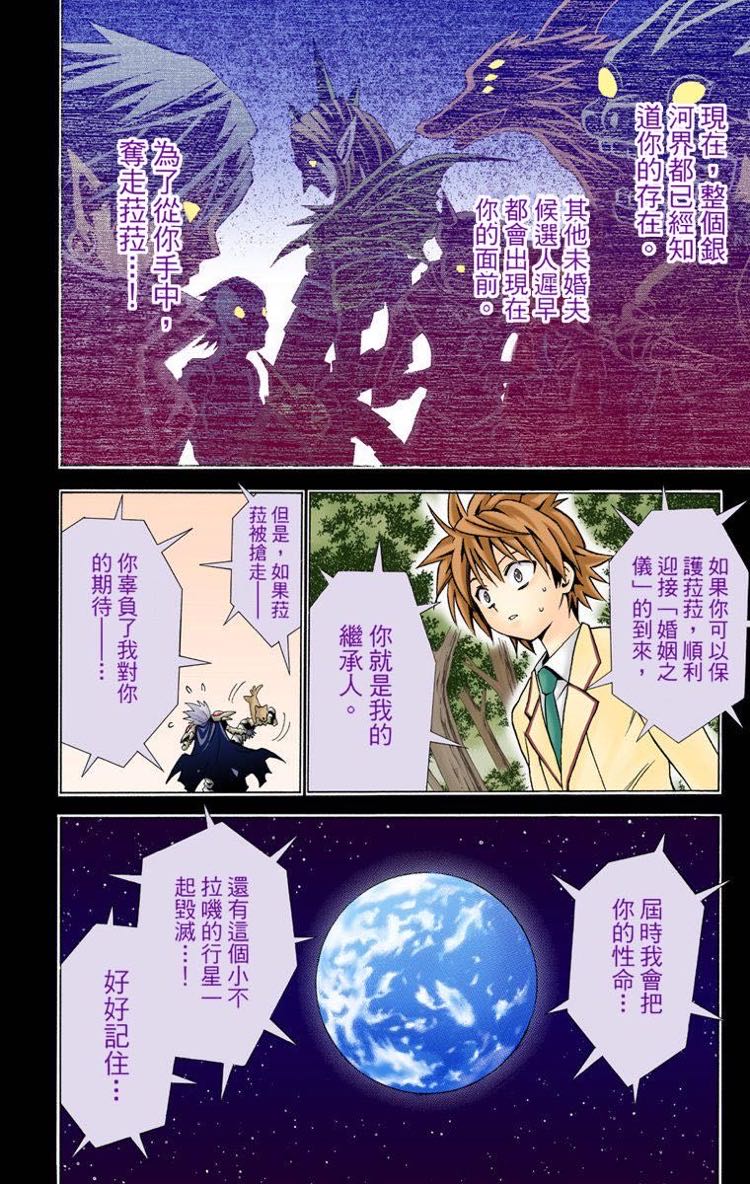 現在，整個銀
河界都已經知
道你的存在。
其他未婚夫
候選人遲早
都會出現在
你的面前。
為了從你手中，
奪走菈菈…！
如果你可以保
護菈菈，順利
迎接「婚姻之
儀」的到來，
你就是我的
繼承人。
但是，如果菈
菈被搶走──
你辜負了我對你
的期待──…
屆時我會把
你的性命…
還有這個小不
拉嘰的行星一
起毀滅…！
好好記住…